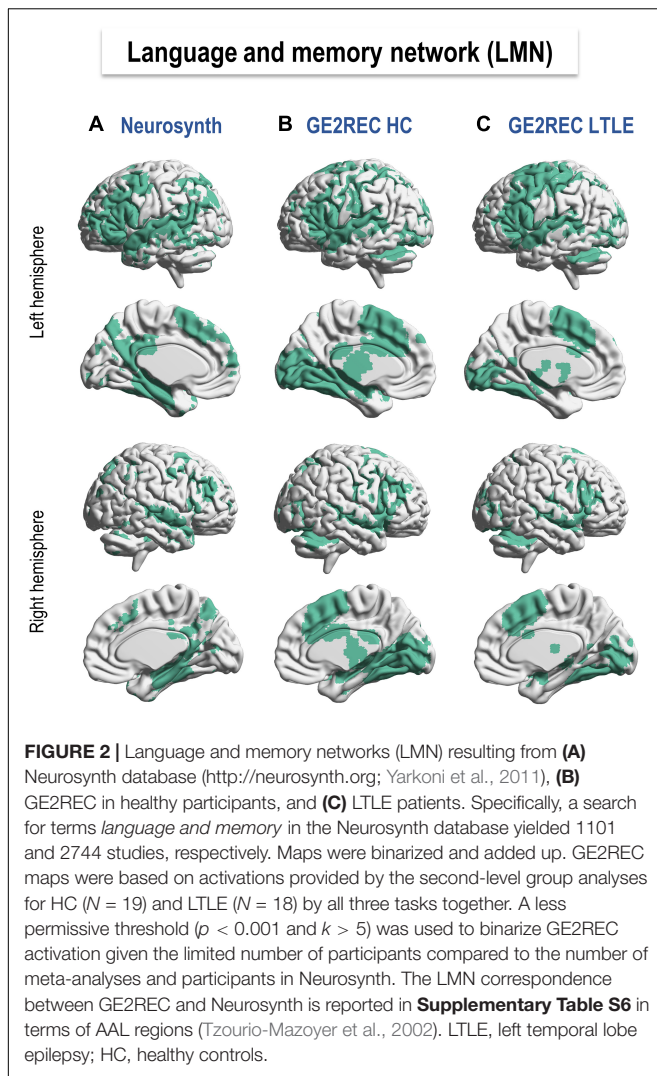 Language and memory network (LMN)
A Neurosynth B GE2REC HC C GE2REC LTLE
Left hemisphere
Right hemisphere
FIGURE 2 | Language and memory networks (LMN) resulting from (A)
Neurosynth database (http://neurosynth.org; Yarkoni et al., 2011), (B)
GE2REC in healthy participants, and (C) LTLE patients. Specifically, a search
for terms language and memory in the Neurosynth database yielded 1101
and 2744 studies, respectively. Maps were binarized and added up. GE2REC
maps were based on activations provided by the second-level group analyses
for HC (N = 19) and LTLE (N = 18) by all three tasks together. A less
permissive threshold (p < 0.001 and k > 5) was used to binarize GE2REC
activation given the limited number of participants compared to the number of
meta-analyses and participants in Neurosynth. The LMN correspondence
between GE2REC and Neurosynth is reported in Supplementary Table S6 in
terms of AAL regions (Tzourio-Mazoyer et al., 2002). LTLE, left temporal lobe
epilepsy; HC, healthy controls.